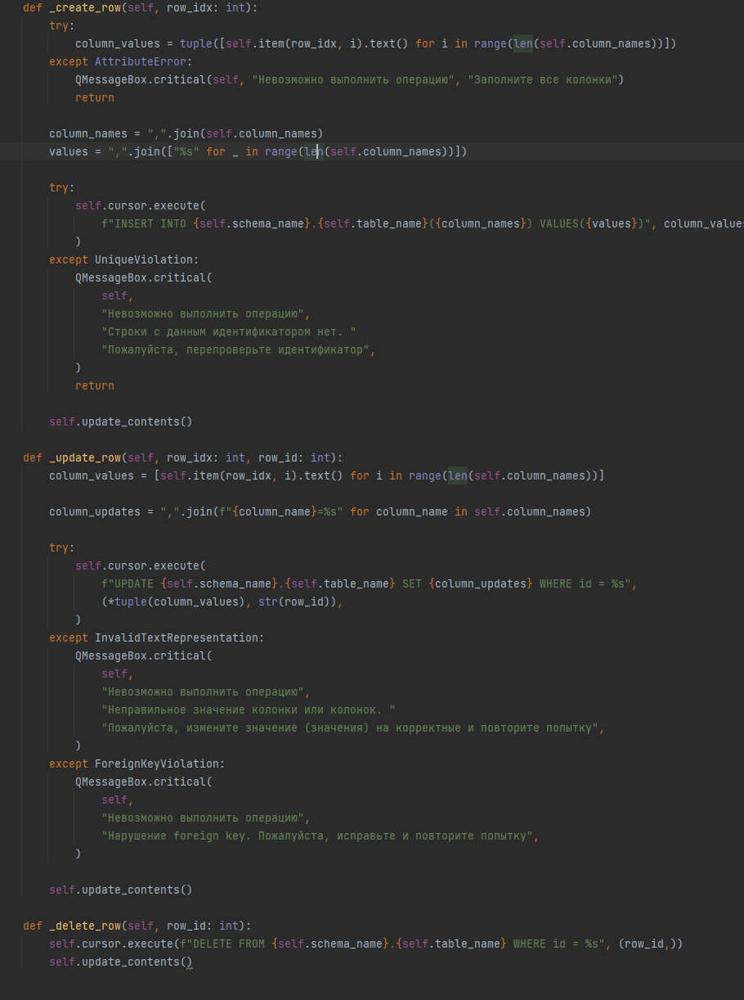 def _create_row(self, row_idx: int):
    try:
        column_values = tuple([self.item(row_idx, i).text() for i in range(len(self.column_names))])
    except AttributeError:
        QMessageBox.critical(self, "Невозможно выполнить операцию", "Заполните все колонки")
        return

    column_names = ",".join(self.column_names)
    values = ",".join(["%s" for _ in range(len(self.column_names))])

    try:
        self.cursor.execute(
            f"INSERT INTO {self.schema_name}.{self.table_name}({column_names}) VALUES({values})", column_values
        )
    except UniqueViolation:
        QMessageBox.critical(
            self,
            "Невозможно выполнить операцию",
            "Строки с данным идентификатором нет. "
            "Пожалуйста, перепроверьте идентификатор",
        )
        return

    self.update_contents()

def _update_row(self, row_idx: int, row_id: int):
    column_values = [self.item(row_idx, i).text() for i in range(len(self.column_names))]

    column_updates = ",".join(f"{column_name}=%s" for column_name in self.column_names)

    try:
        self.cursor.execute(
            f"UPDATE {self.schema_name}.{self.table_name} SET {column_updates} WHERE id = %s",
            (*tuple(column_values), str(row_id)),
        )
    except InvalidTextRepresentation:
        QMessageBox.critical(
            self,
            "Невозможно выполнить операцию",
            "Неправильное значение колонки или колонок. "
            "Пожалуйста, измените значение (значения) на корректные и повторите попытку",
        )
    except ForeignKeyViolation:
        QMessageBox.critical(
            self,
            "Невозможно выполнить операцию",
            "Нарушение foreign key. Пожалуйста, исправьте и повторите попытку",
        )

    self.update_contents()

def _delete_row(self, row_id: int):
    self.cursor.execute(f"DELETE FROM {self.schema_name}.{self.table_name} WHERE id = %s", (row_id,))
    self.update_contents()